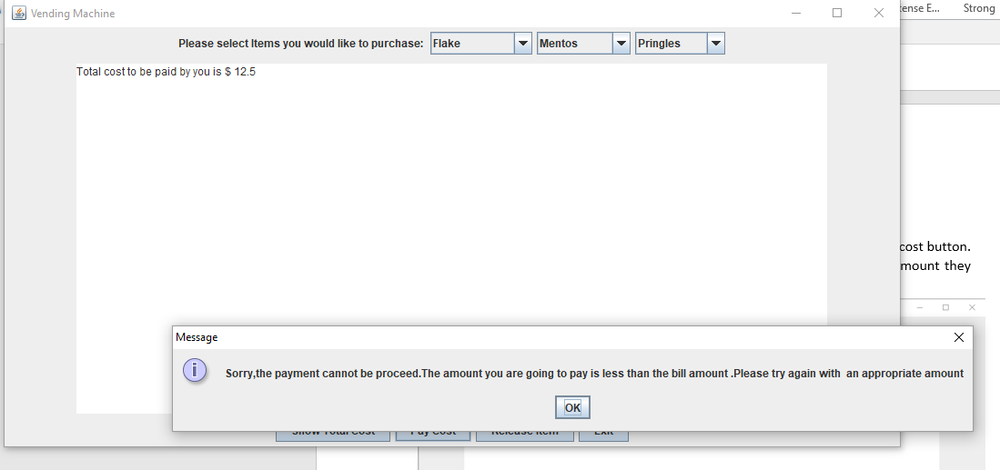 Vending Machine
tense E...
Strong
Please select Items you would like to purchase:
Flake
Mentos
Pringles
Total cost to be paid by you is $ 12.5
cost button.
mount they
Message
Sorry,the payment cannot be proceed.The amount you are going to pay is less than the bill amount .Please try again with  an appropriate amount
OK
Show Total Cost
Pay Cost
Release Item
Exit